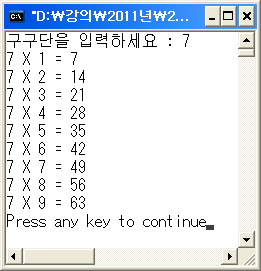 "D:₩강의₩2011년₩2...
구구단을 입력하세요 : 7
7 X 1 = 7
7 X 2 = 14
7 X 3 = 21
7 X 4 = 28
7 X 5 = 35
7 X 6 = 42
7 X 7 = 49
7 X 8 = 56
7 X 9 = 63
Press any key to continue